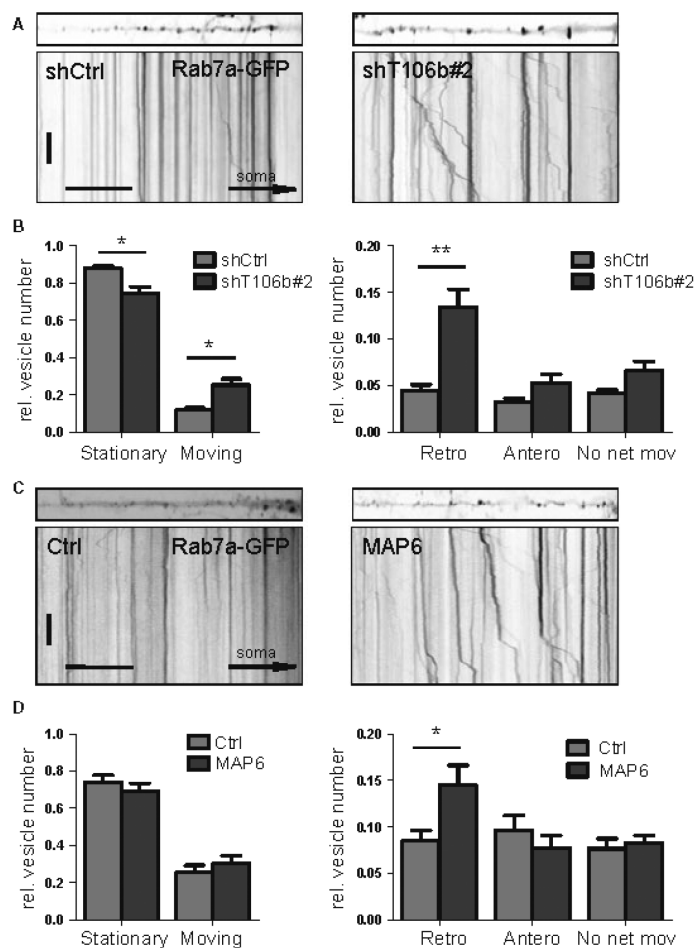 A
shCtrl Rab7a-GFP
soma
shT106b#2
B
rel. vesicle number
1.0
0.8
0.6
0.4
0.2
0.0
*
*
shCtrl
shT106b#2
Stationary Moving
rel. vesicle number
0.20
0.15
0.10
0.05
0.00
**
shCtrl
shT106b#2
Retro Antero No net mov
C
Ctrl Rab7a-GFP
soma
MAP6
D
rel. vesicle number
1.0
0.8
0.6
0.4
0.2
0.0
Ctrl
MAP6
Stationary Moving
rel. vesicle number
0.20
0.15
0.10
0.05
0.00
*
Ctrl
MAP6
Retro Antero No net mov